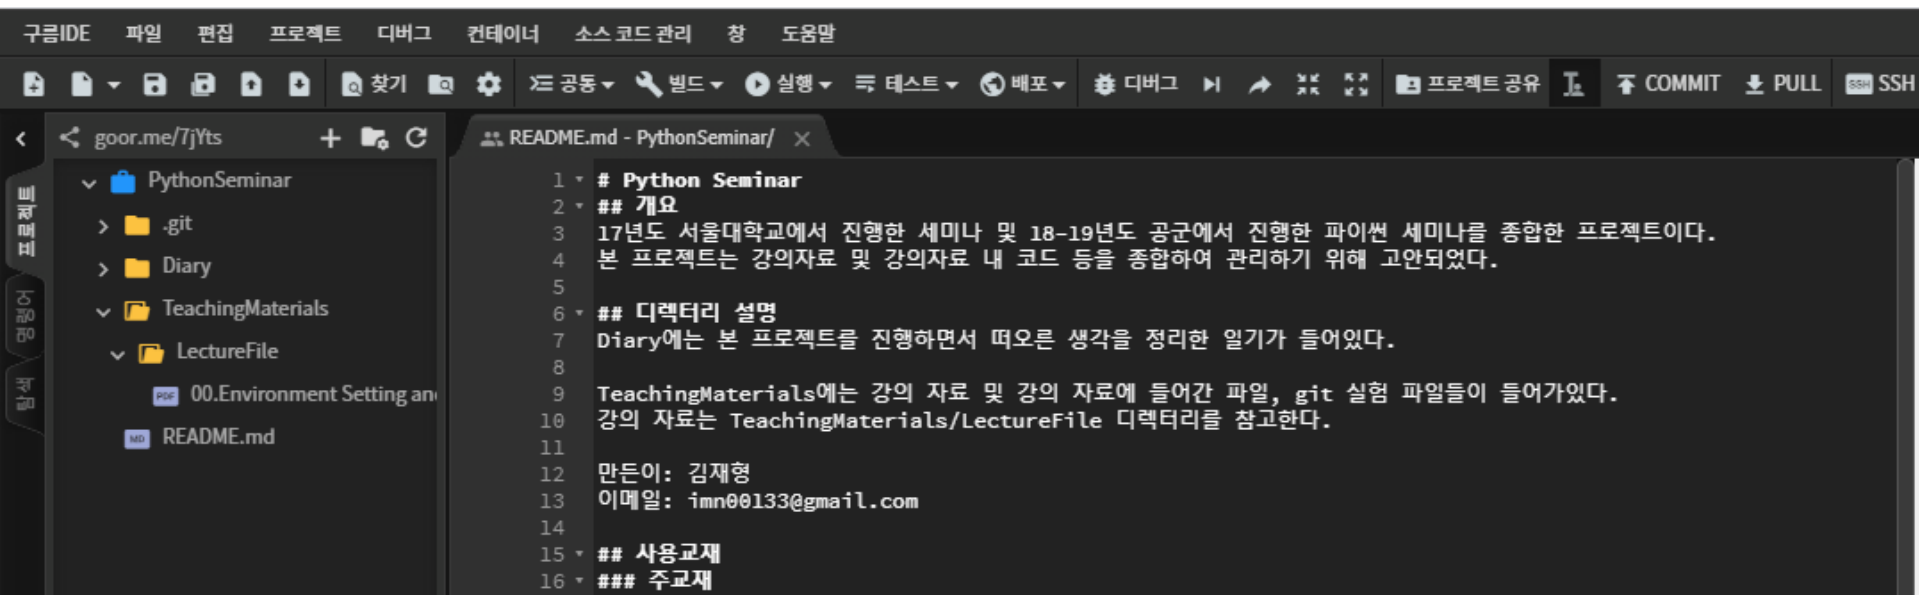 구름IDE 파일 편집 프로젝트 디버그 컨테이너 소스 코드 관리 창 도움말
찾기 공동 빌드 실행 테스트 배포 디버그 프로젝트 공유 COMMIT PULL SSH SSH
goor.me/7jYts
README.md - PythonSeminar/
프로젝트
PythonSeminar
.git
Diary
TeachingMaterials
LectureFile
PDF 00.Environment Setting an
MD README.md
1 # Python Seminar
2 ## 개요
3 17년도 서울대학교에서 진행한 세미나 및 18-19년도 공군에서 진행한 파이썬 세미나를 종합한 프로젝트이다.
4 본 프로젝트는 강의자료 및 강의자료 내 코드 등을 종합하여 관리하기 위해 고안되었다.
5
6 ## 디렉터리 설명
7 Diary에는 본 프로젝트를 진행하면서 떠오른 생각을 정리한 일기가 들어있다.
8
9 TeachingMaterials에는 강의 자료 및 강의 자료에 들어간 파일, git 실험 파일들이 들어가있다.
10 강의 자료는 TeachingMaterials/LectureFile 디렉터리를 참고한다.
11
12 만든이: 김재형
13 이메일: imn00133@gmail.com
14
15 ## 사용교재
16 ### 주교재